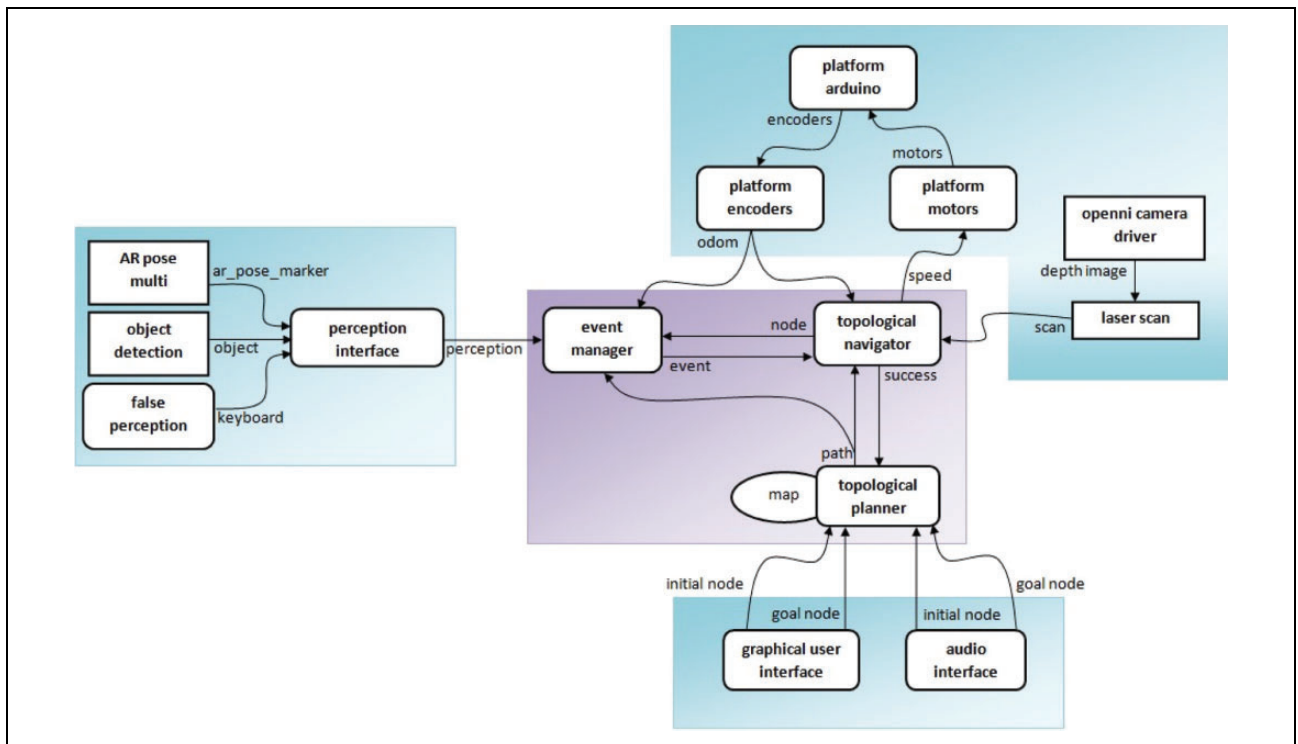 platform
arduino
encoders
motors
platform
encoders
platform
motors
openni camera
driver
odom
AR pose
multi
ar_pose_marker
speed
depth image
object
detection
object
perception
interface
perception
event
manager
node
event
topological
navigator
scan
laser scan
success
false
perception
keyboard
path
map
topological
planner
initial node
goal node
goal node
initial node
graphical user
interface
audio
interface